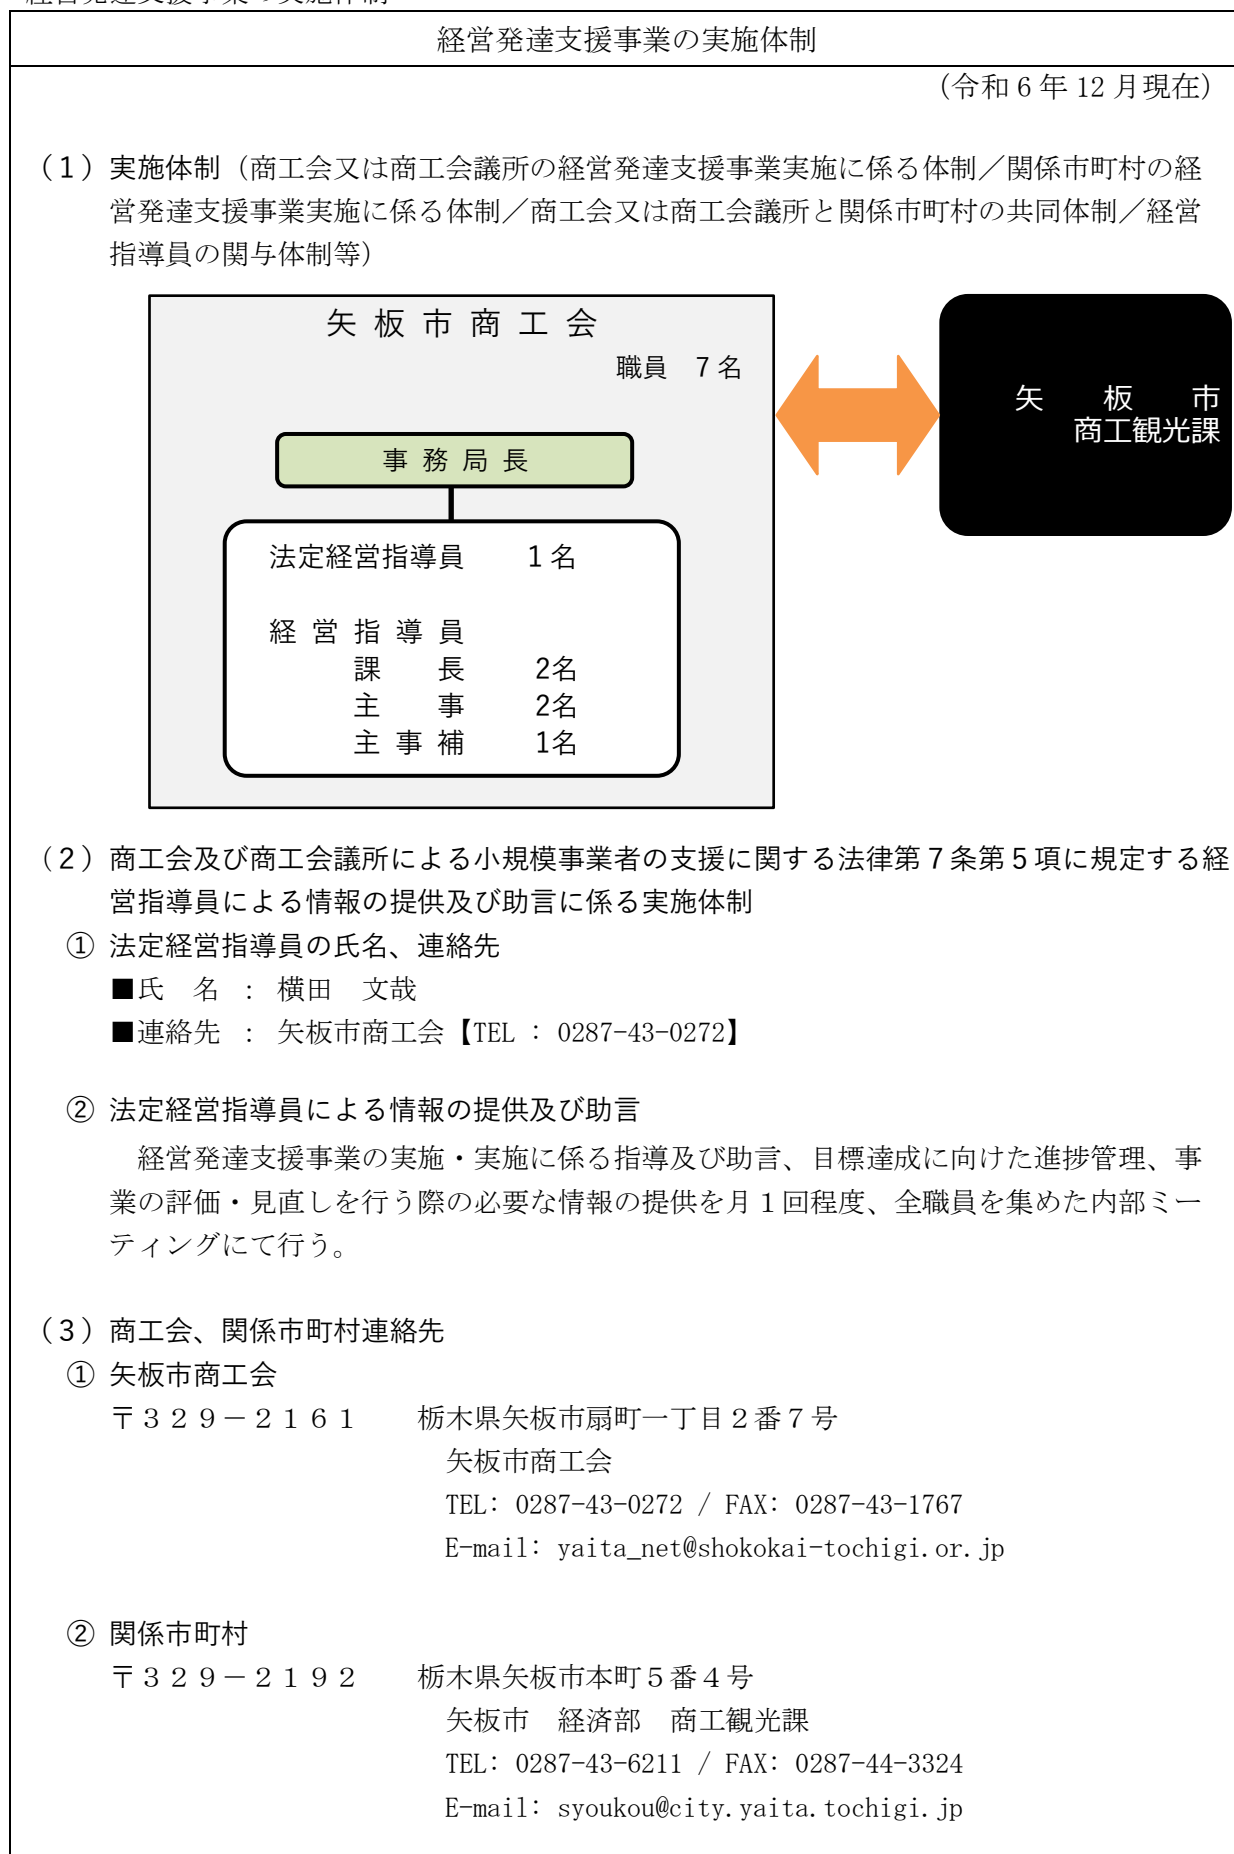 経営発達支援事業の実施体制
経営発達支援事業の実施体制
（令和６年 12 月現在）
（１）実施体制（商工会又は商工会議所の経営発達支援事業実施に係る体制／関係市町村の経
営発達支援事業実施に係る体制／商工会又は商工会議所と関係市町村の共同体制／経営
指導員の関与体制等）
矢 板 市 商 工 会
職員　７名
事 務 局 長
法定経営指導員　　１名
経 営 指 導 員
課　　長　　2名
主　　事　　2名
主 事 補　　1名
矢　板　市
商工観光課
（２）商工会及び商工会議所による小規模事業者の支援に関する法律第７条第５項に規定する経
営指導員による情報の提供及び助言に係る実施体制
① 法定経営指導員の氏名、連絡先
■氏　名 ： 横田　文哉
■連絡先 ： 矢板市商工会【TEL : 0287-43-0272】
② 法定経営指導員による情報の提供及び助言
経営発達支援事業の実施・実施に係る指導及び助言、目標達成に向けた進捗管理、事
業の評価・見直しを行う際の必要な情報の提供を月１回程度、全職員を集めた内部ミー
ティングにて行う。
（３）商工会、関係市町村連絡先
① 矢板市商工会
〒３２９－２１６１　　栃木県矢板市扇町一丁目２番７号
矢板市商工会
TEL: 0287-43-0272 / FAX: 0287-43-1767
E-mail: yaita_net@shokokai-tochigi.or.jp
② 関係市町村
〒３２９－２１９２　　栃木県矢板市本町５番４号
矢板市　経済部　商工観光課
TEL: 0287-43-6211 / FAX: 0287-44-3324
E-mail: syoukou@city.yaita.tochigi.jp